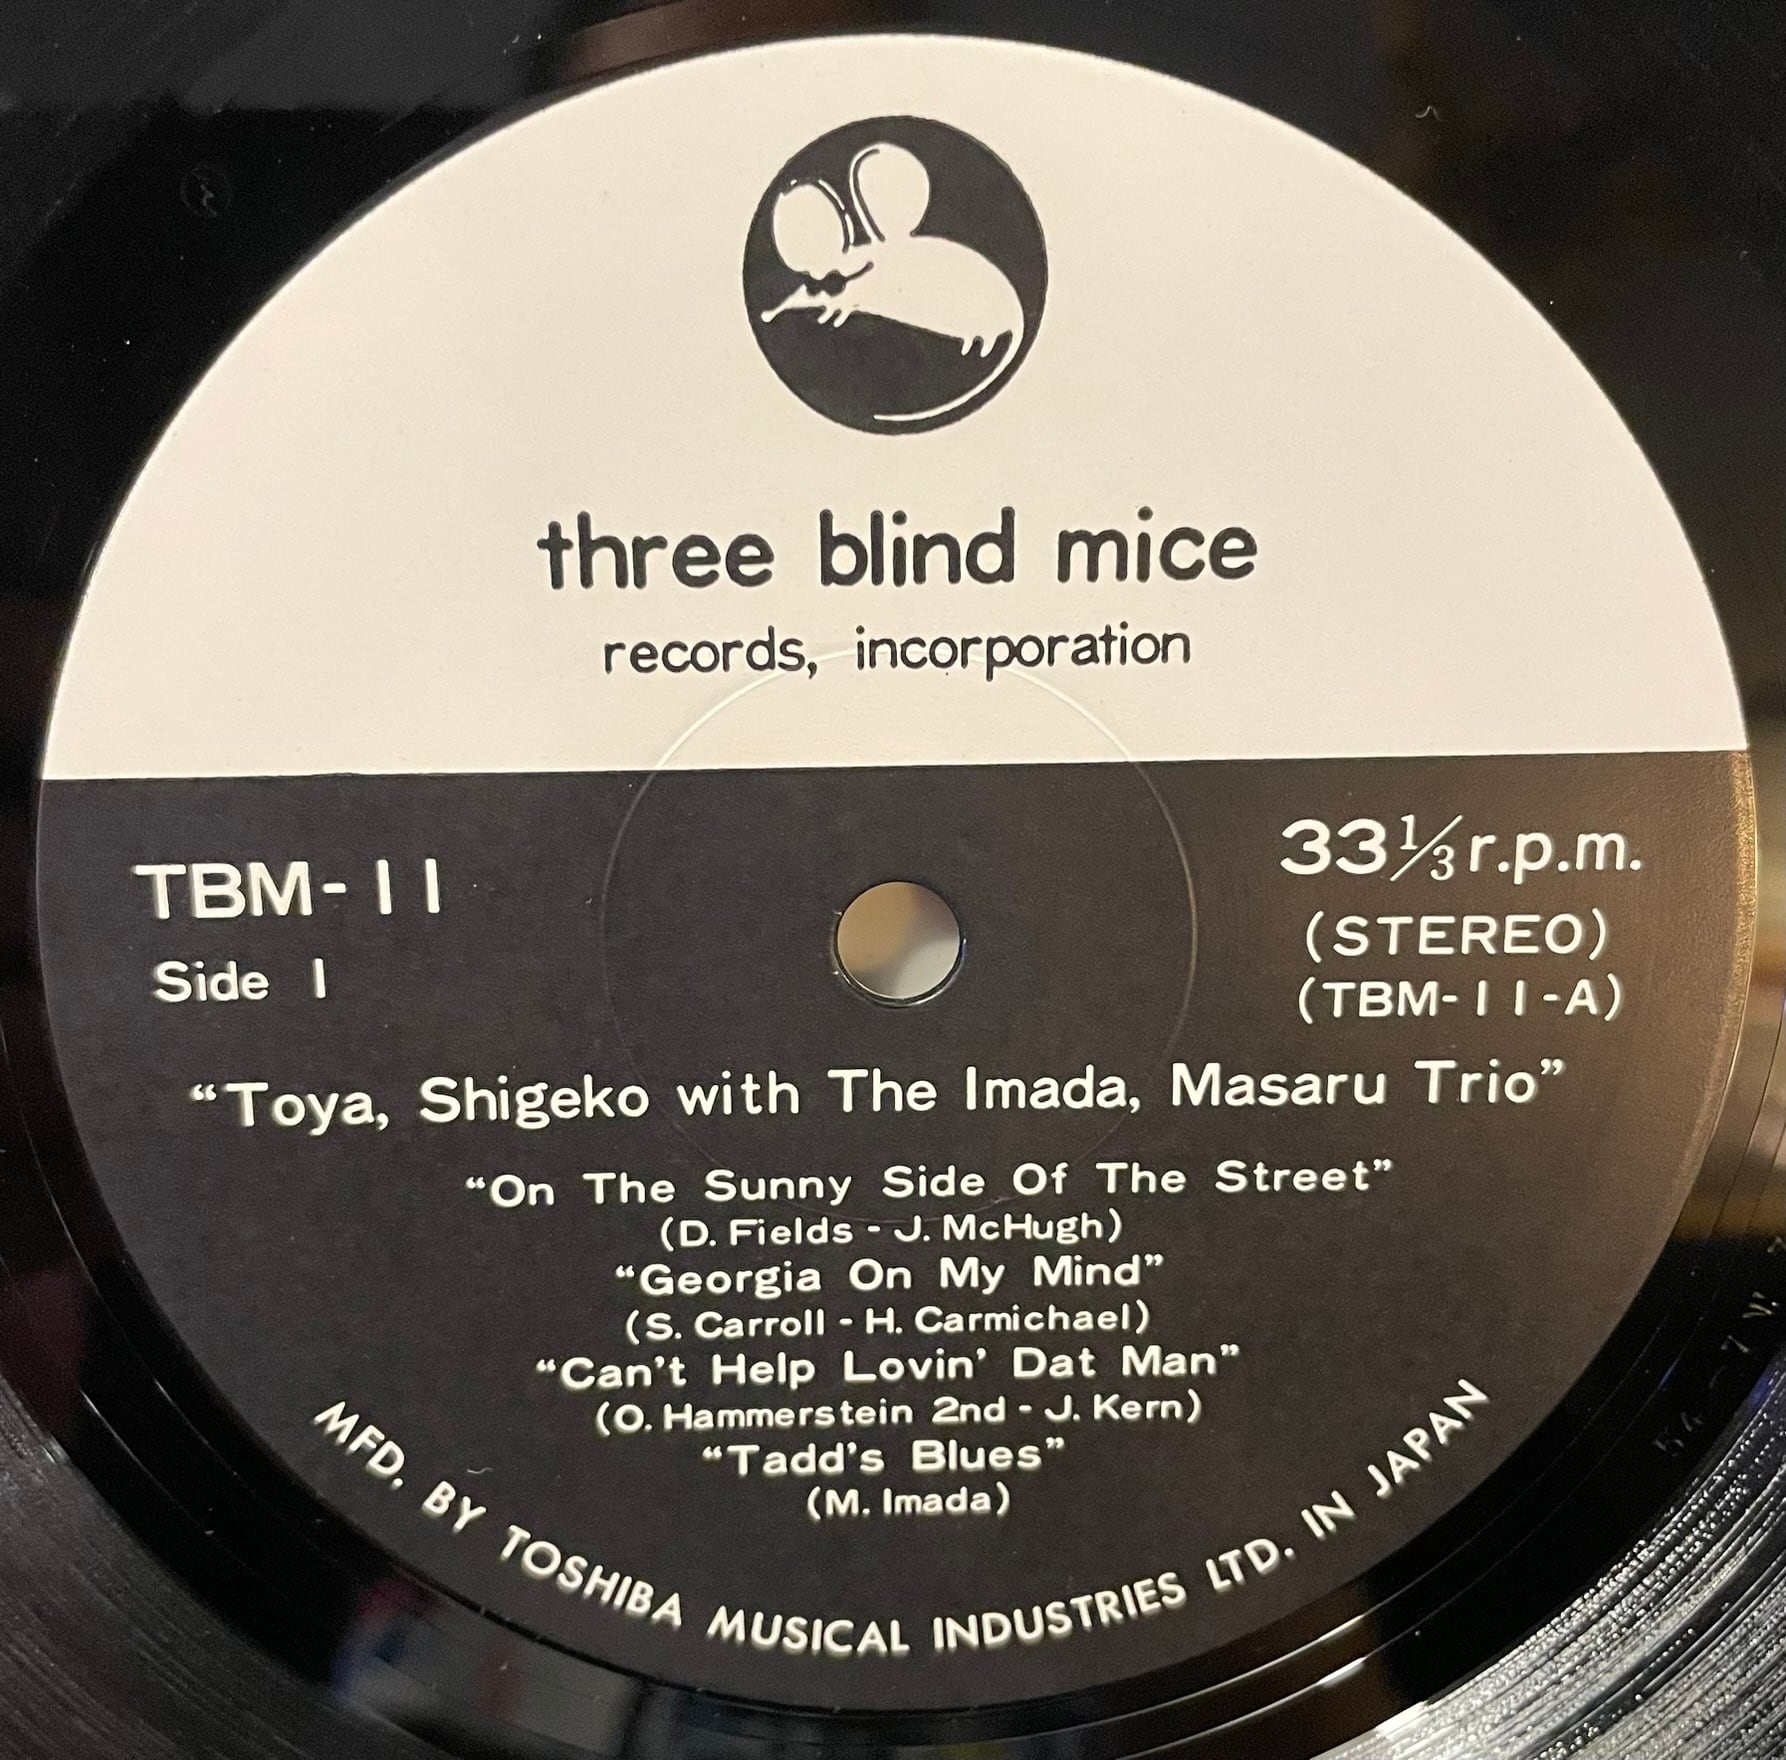 three blind mice
records, incorporation
TBM-11
Side 1
33 1/3 r.p.m.
(STEREO)
(TBM-11-A)
“Toya, Shigeko with The Imada, Masaru Trio”
“On The Sunny Side Of The Street”
(D. Fields - J. McHugh)
“Georgia On My Mind”
(S. Carroll - H. Carmichael)
“Can't Help Lovin' Dat Man”
(O. Hammerstein 2nd - J. Kern)
“Tadd's Blues”
(M. Imada)
MFD. BY TOSHIBA MUSICAL INDUSTRIES LTD. IN JAPAN